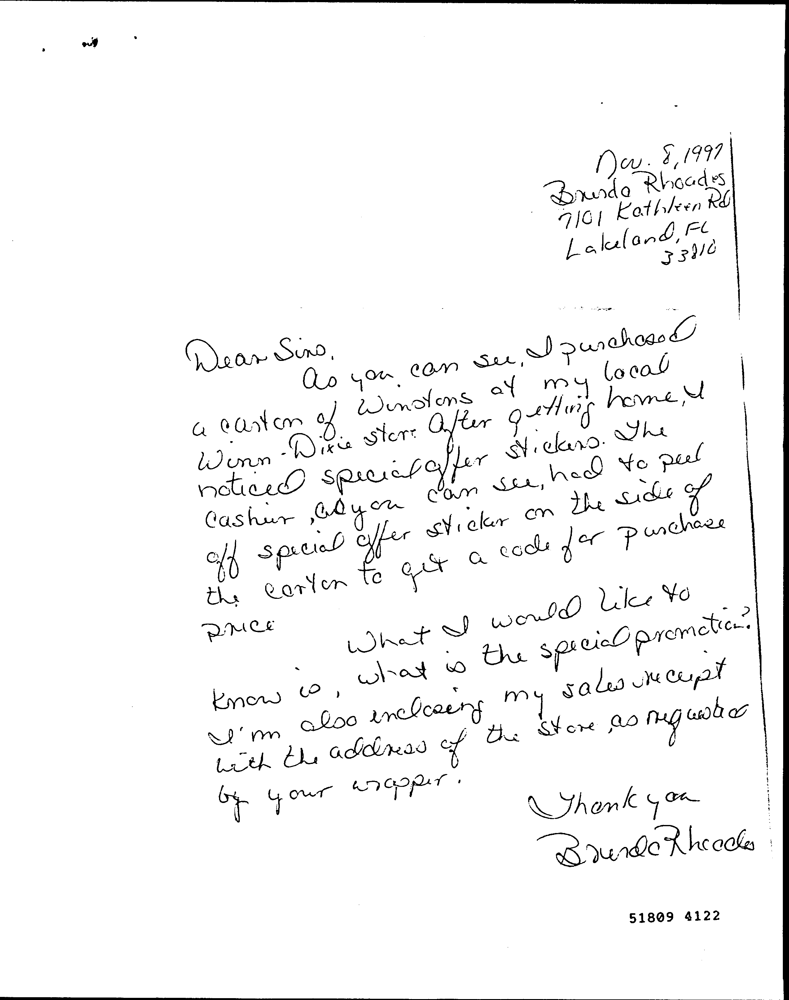 Nov. 8, 1997
Brenda Rhoades
7101 Kathleen Rd
Lakeland, FL
33810
Dear Sirs,
As you can see, I purchased
a carton of Winstons at my local
Winn-Dixie store. After getting home, I
noticed special offer stickers. The
Cashier, as you can see, had to peel
off special offer sticker on the side of
the carton to get a code for purchase
price
What I would like to
know is, what is the special promotion?
I'm also inclosing my sales receipt
with the address of the store, as requested
by your wrapper.
Thank you
Brenda Rhoades
51809 4122